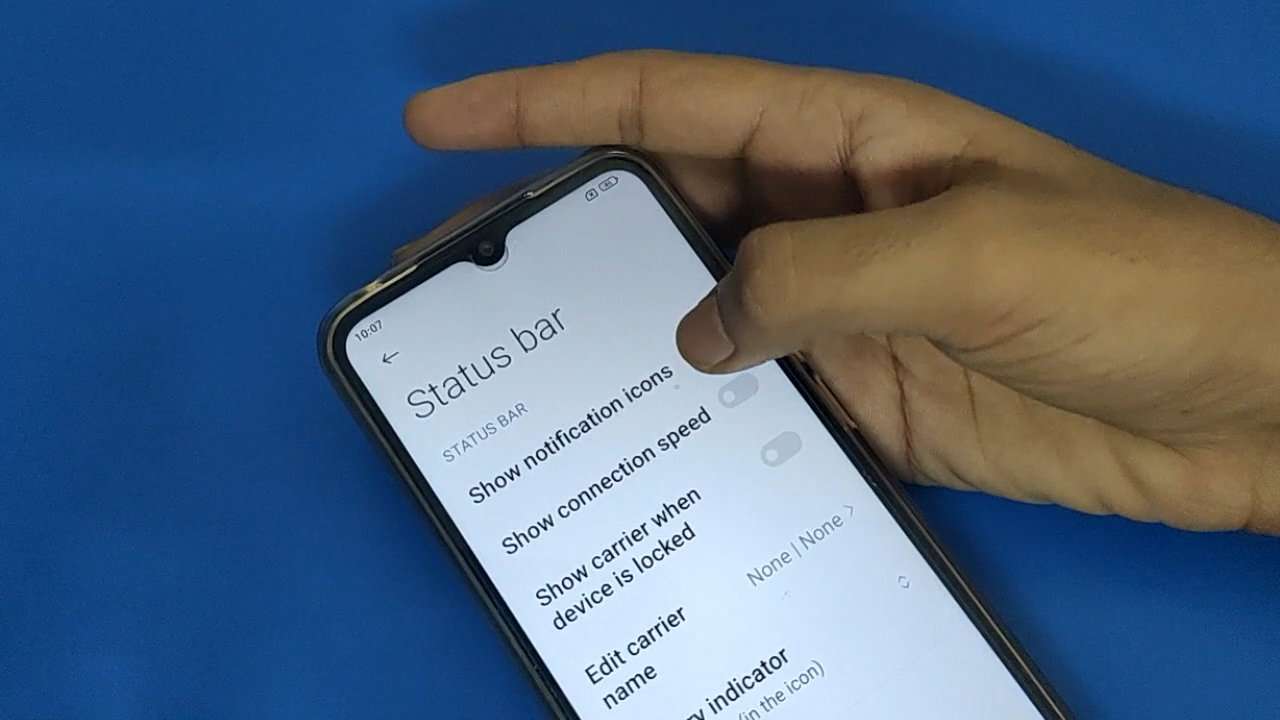 10:07
Status bar
STATUS BAR
Show notification icons
Show connection speed
Show carrier when
device is locked
Edit carrier
name
None | None
indicator
(in the icon)